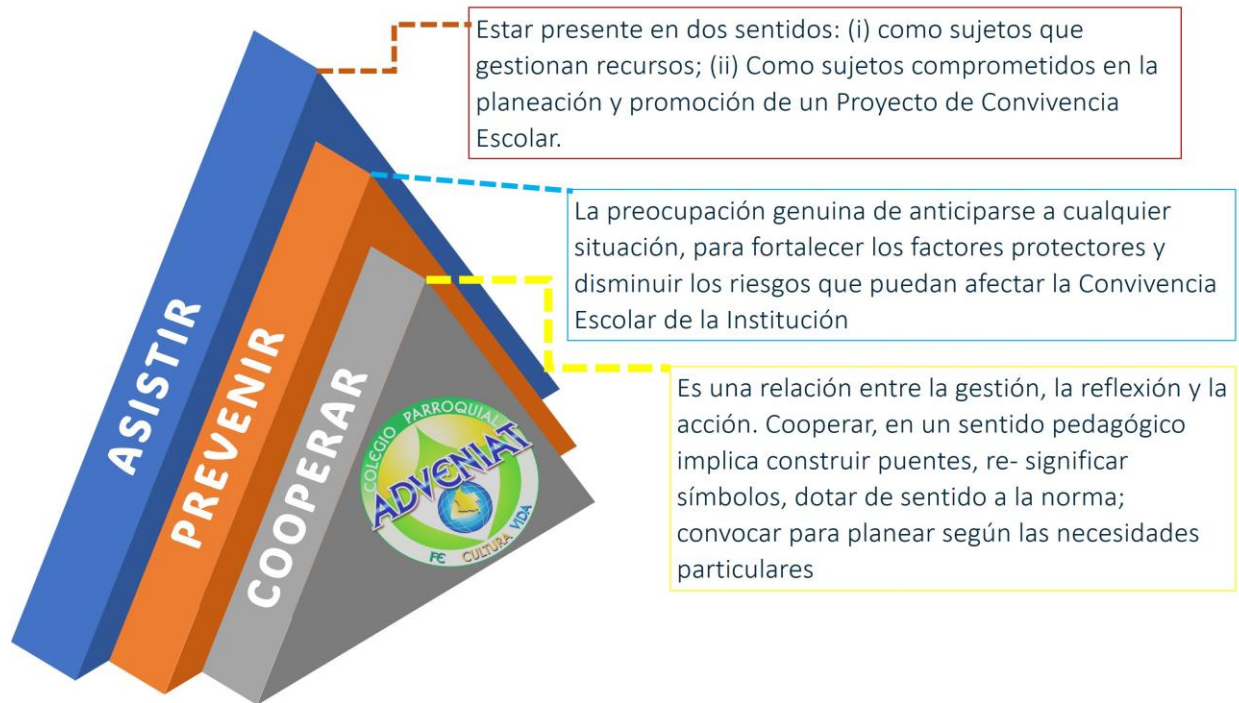 Estar presente en dos sentidos: (i) como sujetos que
gestionan recursos; (ii) Como sujetos comprometidos en la
planeación y promoción de un Proyecto de Convivencia
Escolar.
La preocupación genuina de anticiparse a cualquier
situación, para fortalecer los factores protectores y
disminuir los riesgos que puedan afectar la Convivencia
Escolar de la Institución
Es una relación entre la gestión, la reflexión y la
acción. Cooperar, en un sentido pedagógico
implica construir puentes, re- significar
símbolos, dotar de sentido a la norma;
convocar para planear según las necesidades
particulares
ASISTIR
PREVENIR
COOPERAR
COLEGIO PARROQUIAL
ADVENIAT
FE CULTURA VIDA